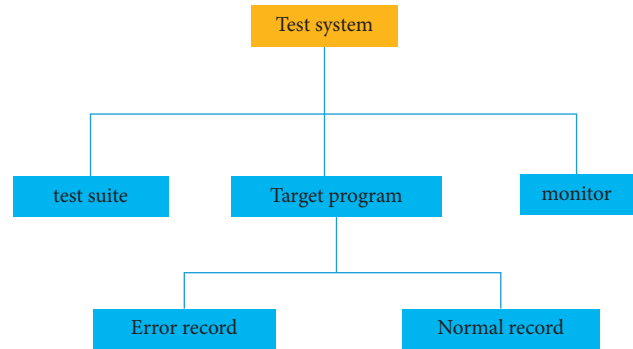 Test system
test suite
Target program
monitor
Error record
Normal record